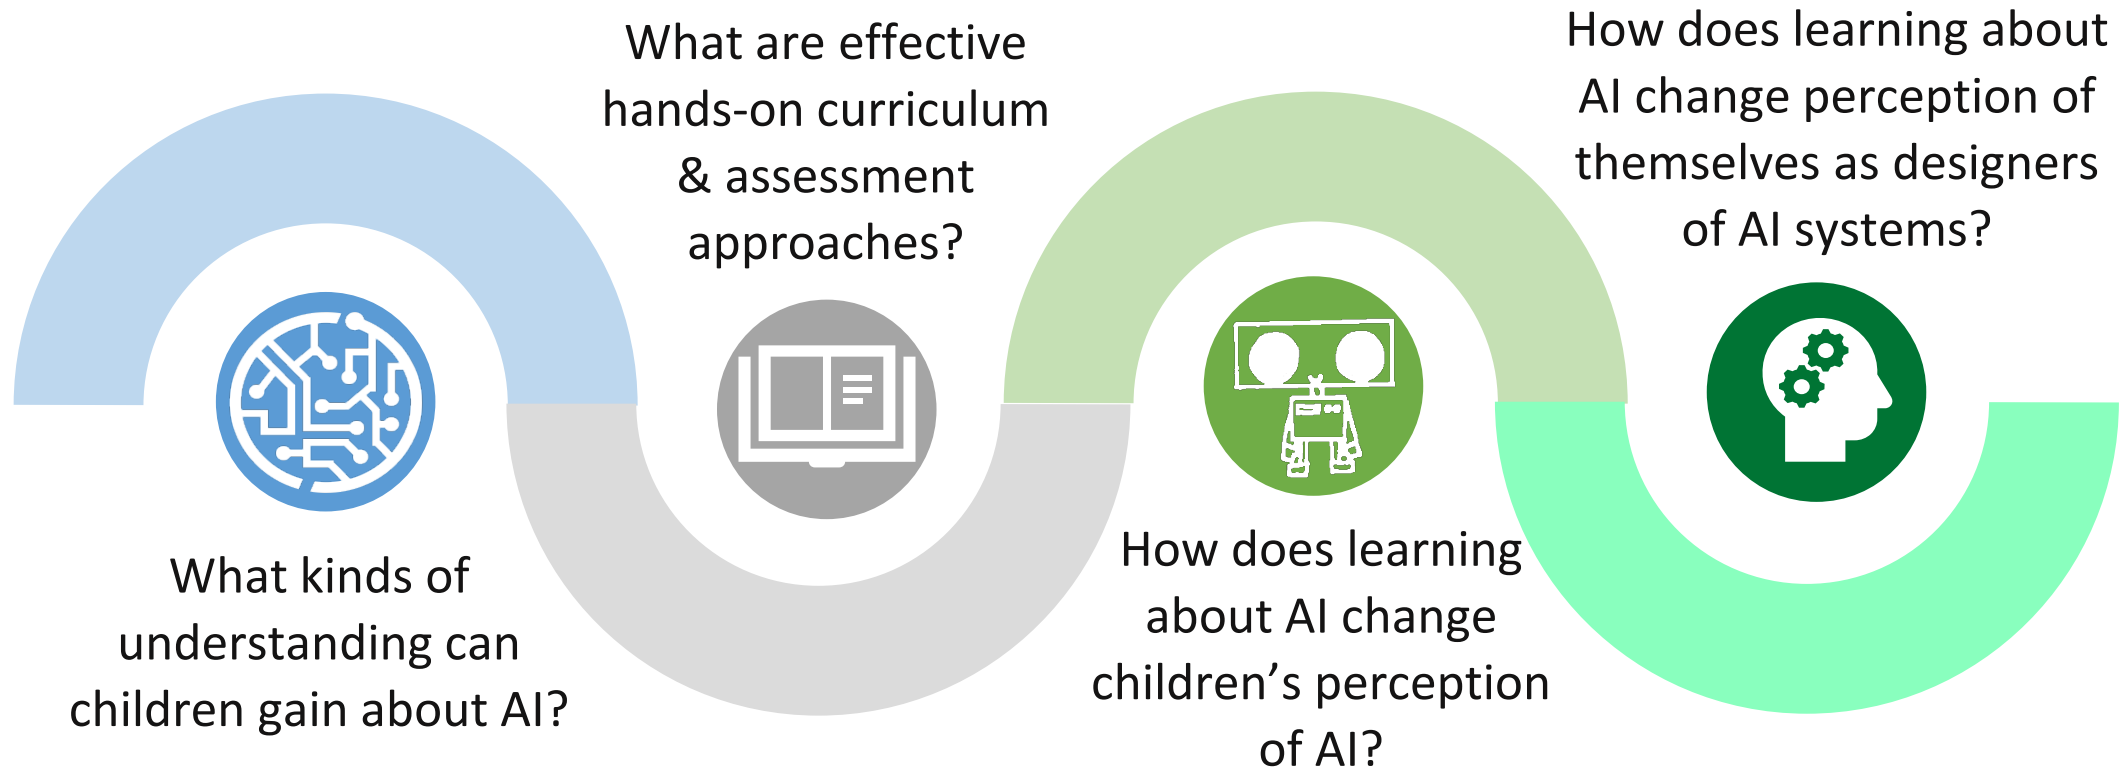 What kinds of
understanding can
children gain about AI?
What are effective
hands-on curriculum
& assessment
approaches?
How does learning
about AI change
children’s perception
of AI?
How does learning about
AI change perception of
themselves as designers
of AI systems?